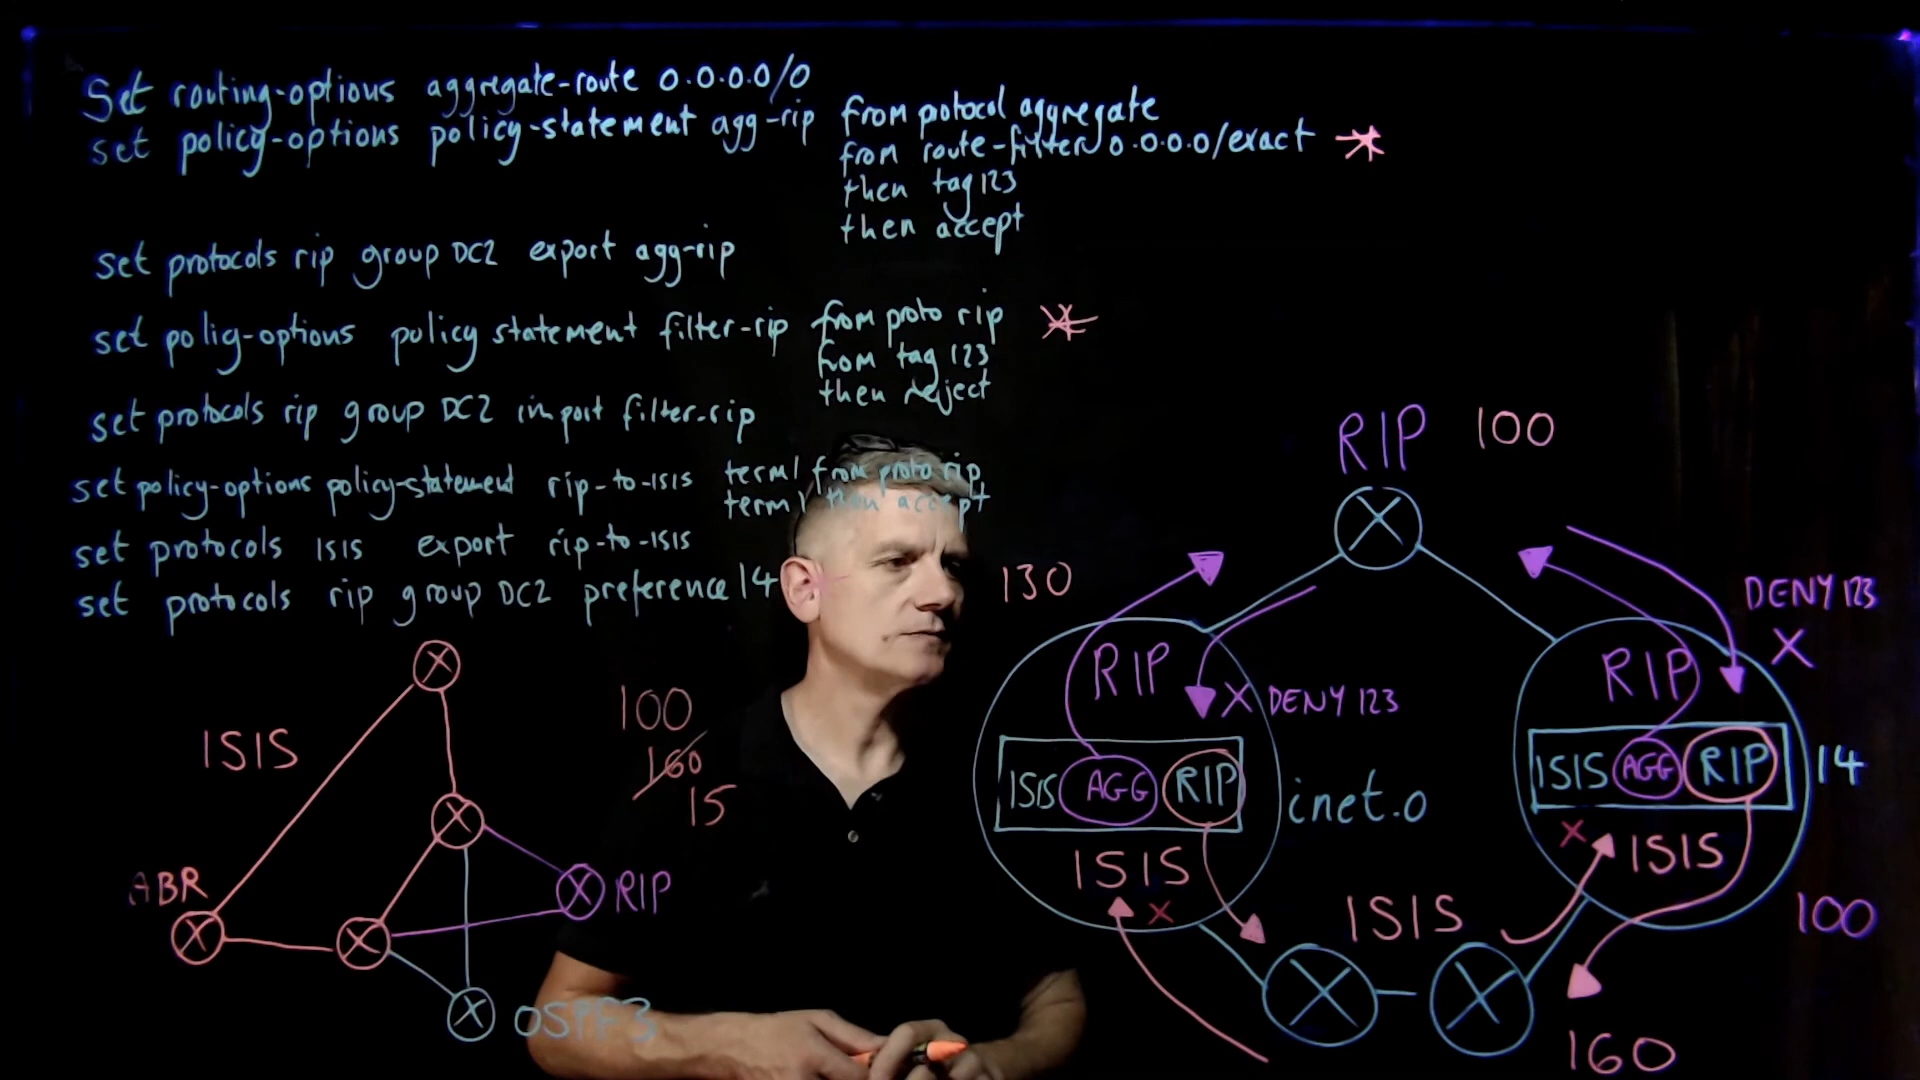 Set routing-options aggregate-route 0.0.0.0/0
set policy-options policy-statement agg-rip from protocol aggregate
from route-filter 0.0.0.0/exact
then tag 123
then accept
set protocols rip group DC2 export agg-rip
set polig-options policy statement filter-rip from proto rip
from tag 123
then reject
set protocols rip group DC2 import filter-rip
set policy-options policy-statement rip-to-isis term1 from proto rip
term1 then accept
set protocols isis export rip-to-isis
set protocols rip group DC2 preference 14
ISIS
ABR
RIP
OSPF3
100
160
15
130
RIP 100
RIP
X DENY 123
ISIS AGG RIP
inet.0
ISIS
X
ISIS
DENY 123
X
RIP
ISIS AGG RIP 14
X ISIS
100
160